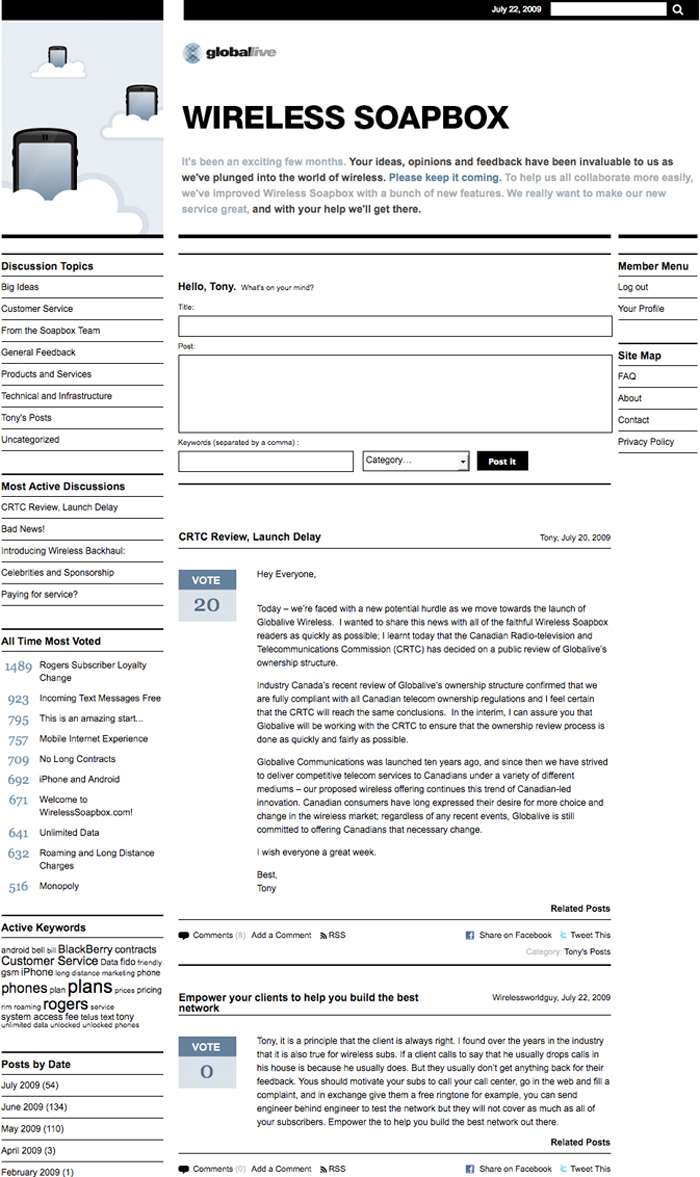 July 22, 2009
globalive
WIRELESS SOAPBOX
It's been an exciting few months. Your ideas, opinions and feedback have been invaluable to us as
we've plunged into the world of wireless. Please keep it coming. To help us all collaborate more easily,
we've improved Wireless Soapbox with a bunch of new features. We really want to make our new
service great, and with your help we'll get there.
Discussion Topics
Big Ideas
Customer Service
From the Soapbox Team
General Feedback
Products and Services
Technical and Infrastructure
Tony's Posts
Uncategorized
Most Active Discussions
CRTC Review, Launch Delay
Bad News!
Introducing Wireless Backhaul:
Celebrities and Sponsorship
Paying for service?
All Time Most Voted
1489 Rogers Subscriber Loyalty
Change
923 Incoming Text Messages Free
795 This is an amazing start...
757 Mobile Internet Experience
709 No Long Contracts
692 iPhone and Android
671 Welcome to
WirelessSoapbox.com!
641 Unlimited Data
632 Roaming and Long Distance
Charges
516 Monopoly
Active Keywords
android bell bill BlackBerry contracts
Customer Service Data fido friendly
gsm iPhone long distance marketing phone
phones plan plans prices pricing
rim roaming rogers service
system access fee telus text tony
unlimited data unlocked unlocked phones
Posts by Date
July 2009 (54)
June 2009 (134)
May 2009 (110)
April 2009 (3)
February 2009 (1)
Hello, Tony. What's on your mind?
Title:
Post:
Keywords (separated by a comma) :
Category...
Post it
CRTC Review, Launch Delay
Tony, July 20, 2009
VOTE
20
Hey Everyone,
Today – we're faced with a new potential hurdle as we move towards the launch of
Globalive Wireless. I wanted to share this news with all of the faithful Wireless Soapbox
readers as quickly as possible; I learnt today that the Canadian Radio-television and
Telecommunications Commission (CRTC) has decided on a public review of Globalive's
ownership structure.
Industry Canada's recent review of Globalive's ownership structure confirmed that we
are fully compliant with all Canadian telecom ownership regulations and I feel certain
that the CRTC will reach the same conclusions. In the interim, I can assure you that
Globalive will be working with the CRTC to ensure that the ownership review process is
done as quickly and fairly as possible.
Globalive Communications was launched ten years ago, and since then we have strived
to deliver competitive telecom services to Canadians under a variety of different
mediums – our proposed wireless offering continues this trend of Canadian-led
innovation. Canadian consumers have long expressed their desire for more choice and
change in the wireless market; regardless of any recent events, Globalive is still
committed to offering Canadians that necessary change.
I wish everyone a great week.
Best,
Tony
Related Posts
Comments (8) Add a Comment RSS Share on Facebook Tweet This
Category: Tony's Posts
Empower your clients to help you build the best
network
Wirelessworldguy, July 22, 2009
VOTE
0
Tony, it is a principle that the client is always right. I found over the years in the industry
that it is also true for wireless subs. If a client calls to say that he usually drops calls in
his house is because he usually does. But they usually don't get anything back for their
feedback. Yous should motivate your subs to call your call center, go in the web and fill a
complaint, and in exchange give them a free ringtone for example, you can send
engineer behind engineer to test the network but they will not cover as much as all of
your subscribers. Empower the to help you build the best network out there.
Related Posts
Comments (0) Add a Comment RSS Share on Facebook Tweet This
Member Menu
Log out
Your Profile
Site Map
FAQ
About
Contact
Privacy Policy